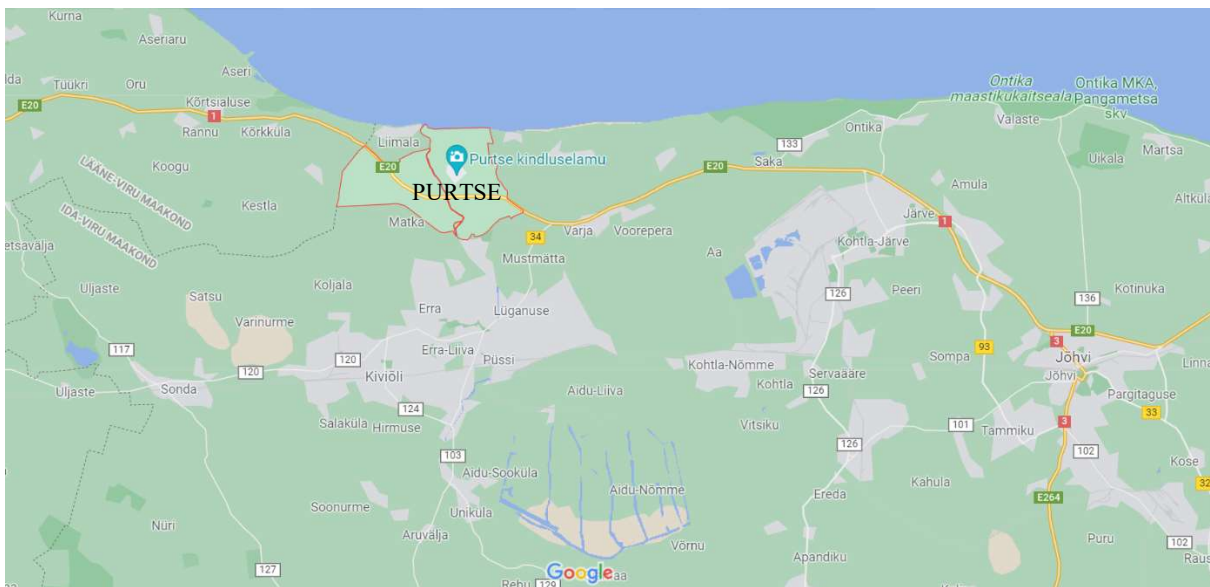 Kurna
Aseriaru
Aseri
Tüükri
Oru
E20
Kõrtsialuse
1
Rannu
Kõrkküla
Liimala
Koogu
E20
Purtse kindluselamu
PURTSE
LÄÄNE-VIRU MAAKOND
IDA-VIRU MAAKOND
Kestla
Matka
34
Varja
Voorepera
Mustmätta
Ontika
maastikukaitseala
Ontika MKA,
Pangametsa
skv
Valaste
Ontika
133
Saka
E20
Martsa
Uikala
Amula
Altküla
Järve
1
Kohtla-Järve
Aa
126
Peeri
136
Kotinuka
Uljaste
Satsu
Koljala
Erra
Lüganuse
Varinurme
E20
3
93
Sompa
Jõhvi
Jõhvi
117
120
120
Erra-Liiva
Püssi
Kohtla-Nõmme
Servaääre
Kohtla
126
Uljaste
Sonda
Kiviõli
Aidu-Liiva
Pargitaguse
33
124
Salaküla
Hirmuse
Vitsiku
101
Tammiku
3
126
102
103
Aidu-Sooküla
Aidu-Nõmme
Kahula
Kose
32
Soonurme
Uniküla
Ereda
E264
Nüri
Aruvälja
Võrnu
Apandiku
Puru
102
127
129
Google